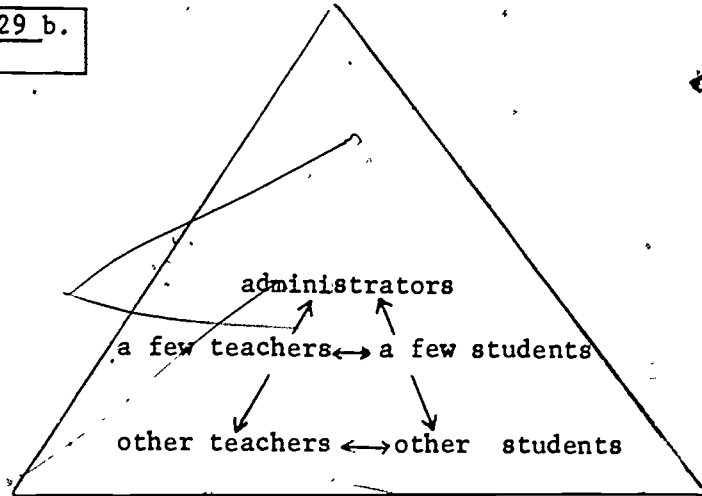 29 b.
administrators
a few teachers↔a few students
other teachers ↔other students